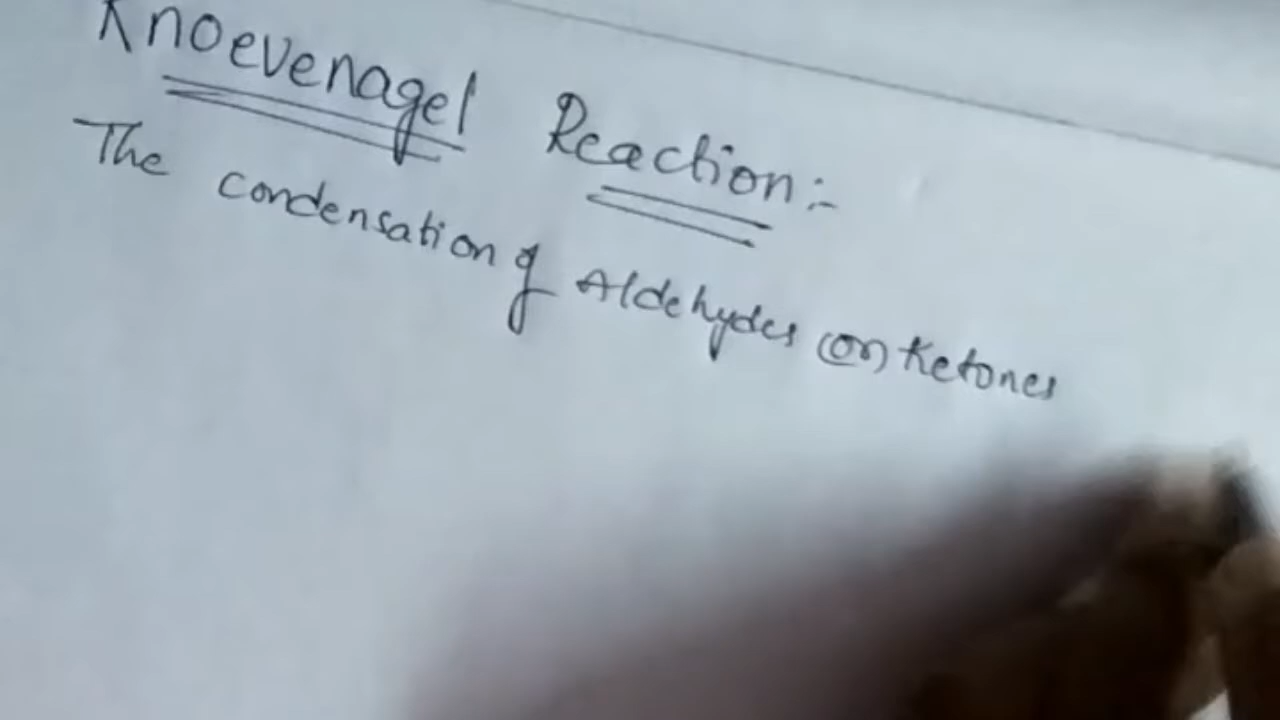 Knoevenagel Reaction:-
The condensation of Aldehydes (or) Ketones